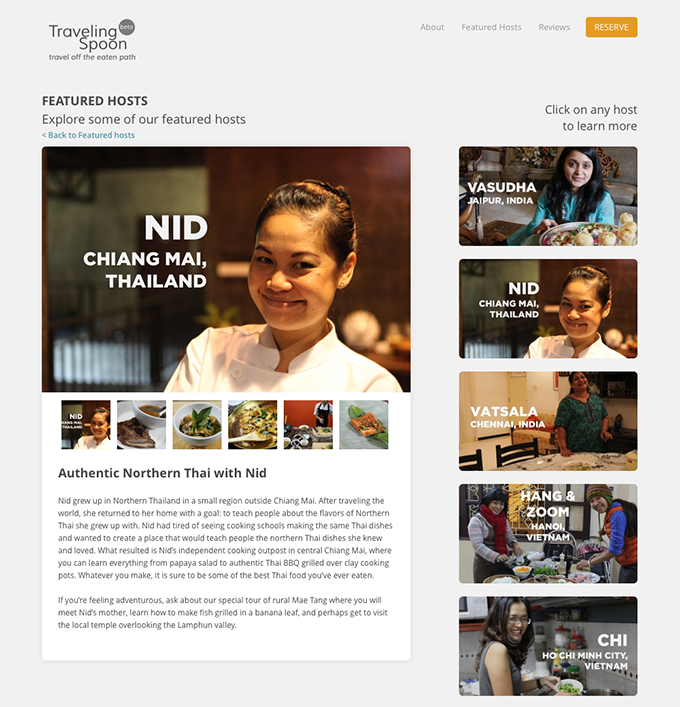 Traveling
beta
Spoon
travel off the eaten path
About
Featured Hosts
Reviews
RESERVE
FEATURED HOSTS
Explore some of our featured hosts
< Back to Featured hosts
Click on any host
to learn more
NID
CHIANG MAI,
THAILAND
NID
CHIANG MAI,
THAILAND
Authentic Northern Thai with Nid
Nid grew up in Northern Thailand in a small region outside Chiang Mai. After traveling the
world, she returned to her home with a goal: to teach people about the flavors of Northern
Thai she grew up with. Nid had tired of seeing cooking schools making the same Thai dishes
and wanted to create a place that would teach people the northern Thai dishes she knew
and loved. What resulted is Nid's independent cooking outpost in central Chiang Mai, where
you can learn everything from papaya salad to authentic Thai BBQ grilled over clay cooking
pots. Whatever you make, it is sure to be some of the best Thai food you've ever eaten.
If you're feeling adventurous, ask about our special tour of rural Mae Tang where you will
meet Nid's mother, learn how to make fish grilled in a banana leaf, and perhaps get to visit
the local temple overlooking the Lamphun valley.
VASUDHA
JAIPUR, INDIA
NID
CHIANG MAI,
THAILAND
VATSALA
CHENNAI, INDIA
HANG &
ZOOM
HANOI,
VIETNAM
CHI
HO CHI MINH CITY,
VIETNAM